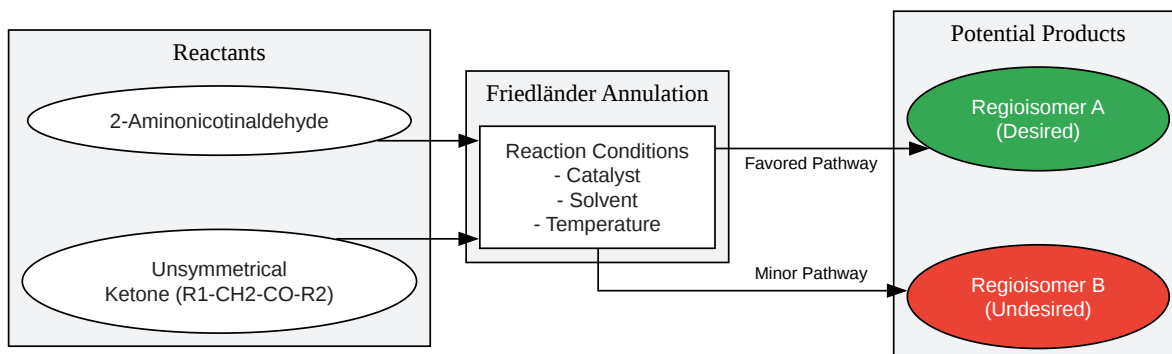 Reactants
2-Aminonicotinaldehyde
Unsymmetrical
Ketone (R1-CH2-CO-R2)
Friedländer Annulation
Reaction Conditions
- Catalyst
- Solvent
- Temperature
Favored Pathway
Minor Pathway
Potential Products
Regioisomer A
(Desired)
Regioisomer B
(Undesired)